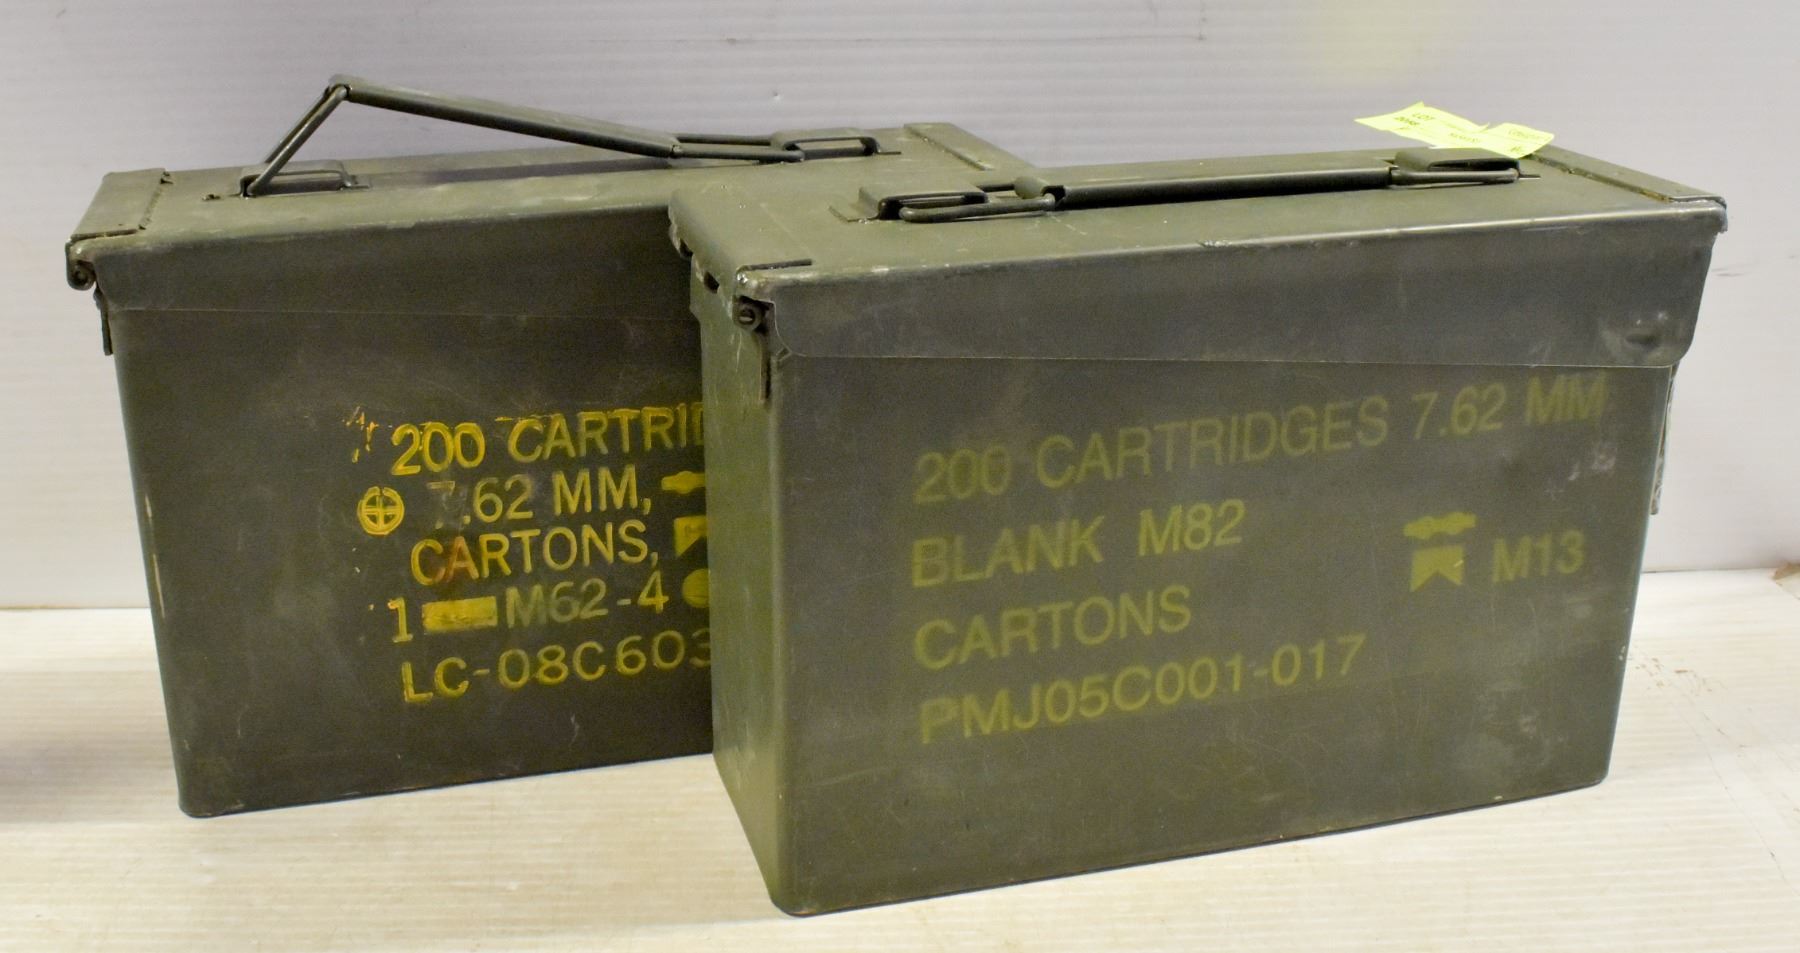 200 CARTRID
7.62 MM,
CARTONS,
1 M62-4
LC-08C603
200 CARTRIDGES 7.62 MM
BLANK M82
M13
CARTONS
PMJ05C001-017
LOT